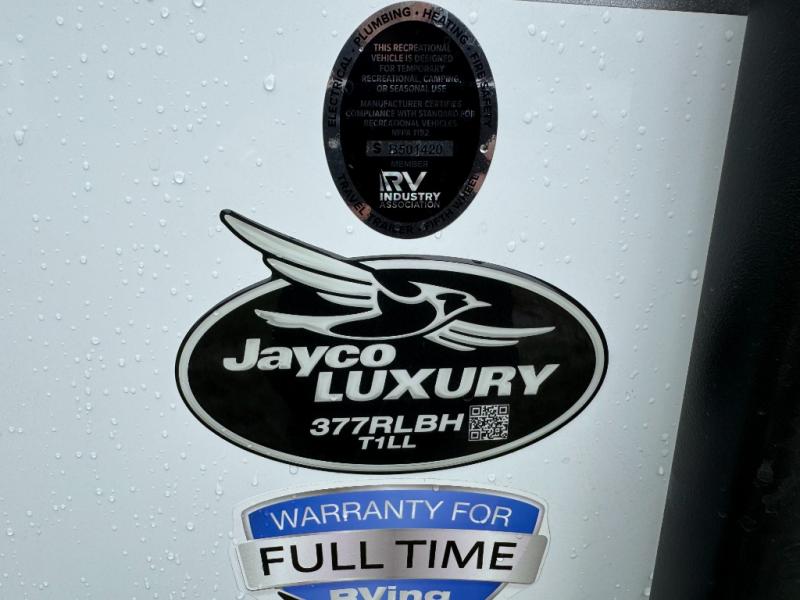 ELECTRICAL • PLUMBING • HEATING • FIRE SAFETY
THIS RECREATIONAL
VEHICLE IS DESIGNED
FOR TEMPORARY
RECREATIONAL, CAMPING,
OR SEASONAL USE
MANUFACTURER CERTIFIES
COMPLIANCE WITH STANDARD FOR
RECREATIONAL VEHICLES
NFPA 1192
S B501420
MEMBER
RV
INDUSTRY
ASSOCIATION
TRAVEL TRAILER • FIFTH WHEEL
Jayco
LUXURY
377RLBH
T1LL
WARRANTY FOR
FULL TIME
RVing